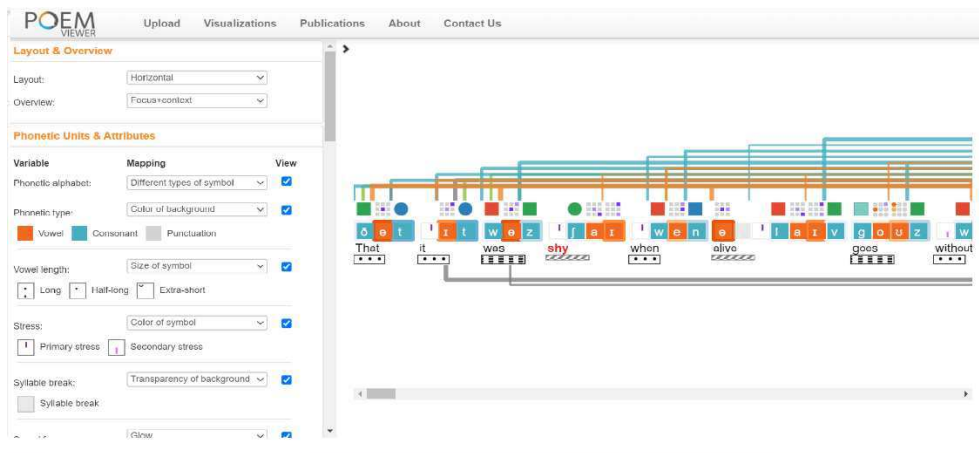 POEM
VIEWER
Upload Visualizations Publications About Contact Us
Layout & Overview
Layout: Horizontal
Overview: Focus+context
Phonetic Units & Attributes
Variable Mapping View
Phonetic alphabet: Different types of symbol
Phonetic type: Color of background
Vowel Consonant Punctuation
Vowel length: Size of symbol
Long Half-long Extra-short
Stress: Color of symbol
Primary stress Secondary stress
Syllable break: Transparency of background
Syllable break
Glow
ð ɵ t ˈ ɪ t w ɵ z ˈ ʃ a ɪ ˈ w e n ɵ ˈ l a ɪ v g o ʊ z w
That it was shy when alive goes without